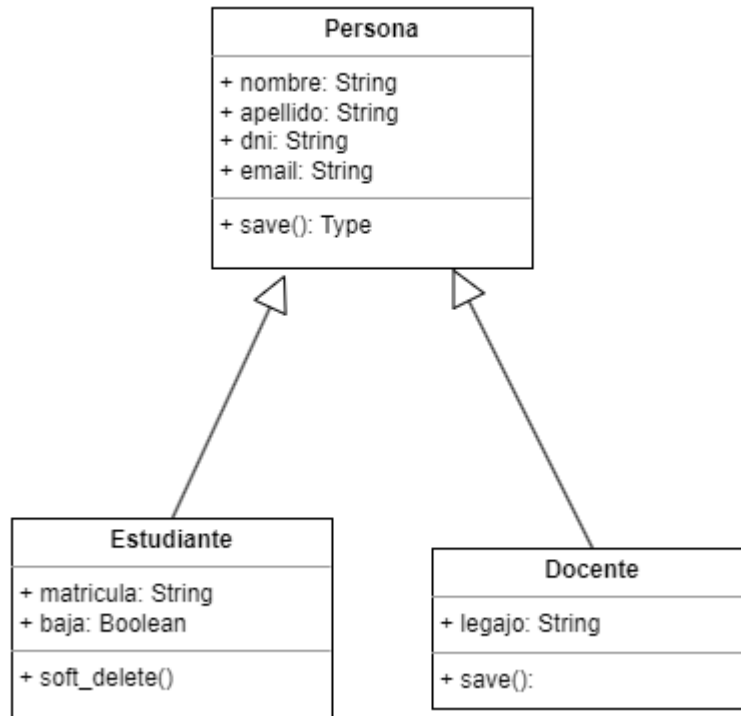 Persona
+ nombre: String
+ apellido: String
+ dni: String
+ email: String
+ save(): Type
Estudiante
+ matricula: String
+ baja: Boolean
+ soft_delete()
Docente
+ legajo: String
+ save():